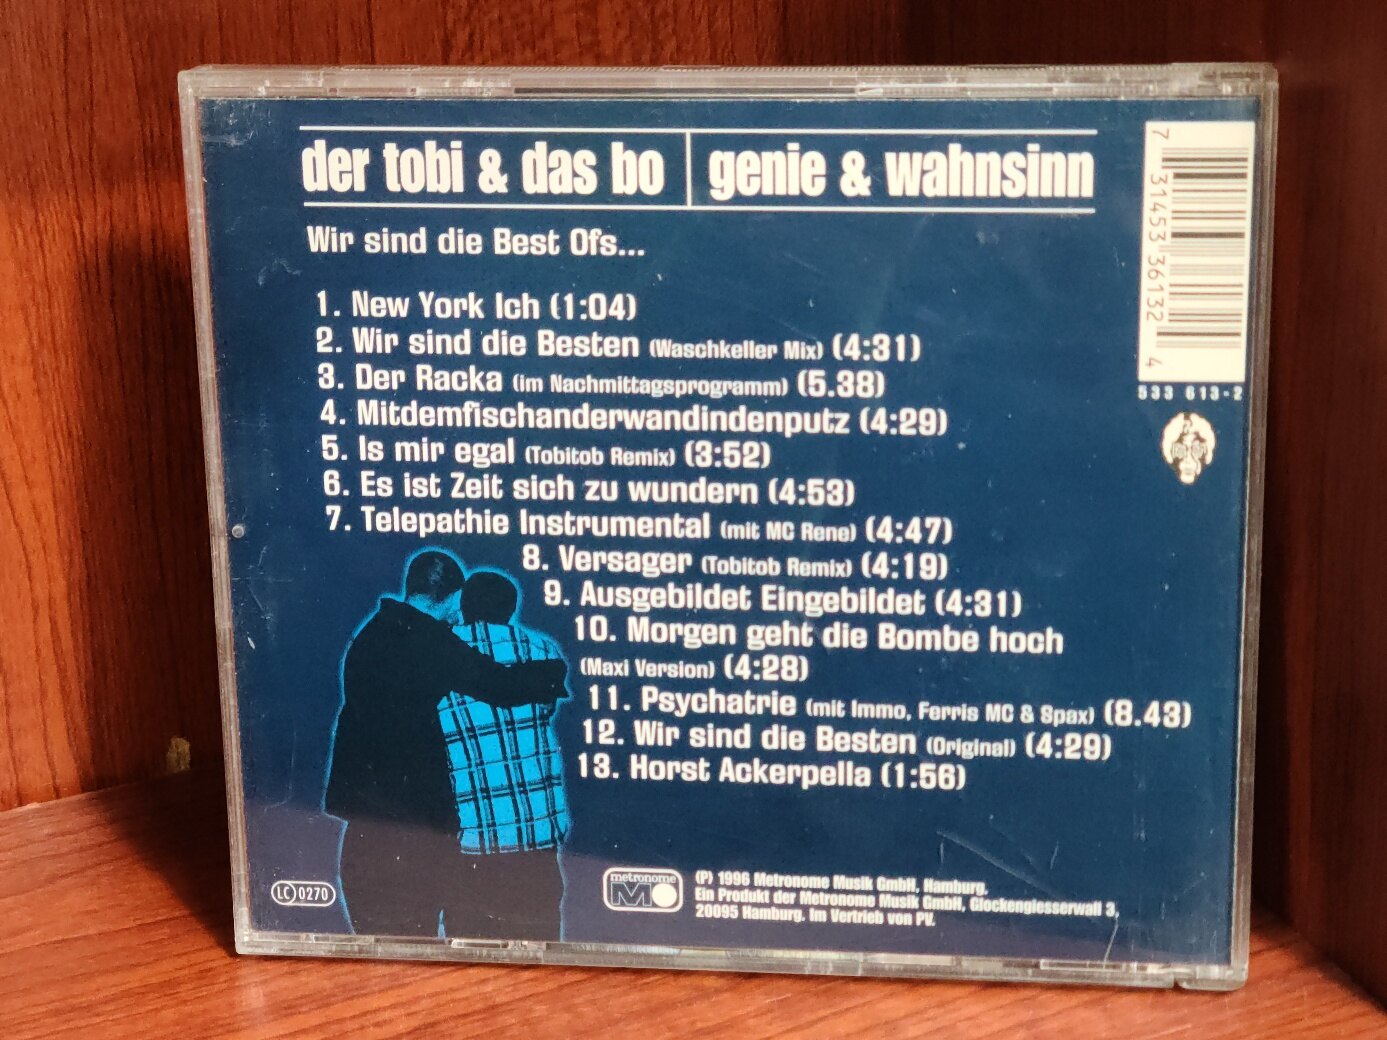 der tobi & das bo | genie & wahnsinn
Wir sind die Best Ofs...
1. New York Ich (1:04)
2. Wir sind die Besten (Waschkeller Mix) (4:31)
3. Der Racka (im Nachmittagsprogramm) (5.38)
4. Mitdemfischanderwandindenputz (4:29)
5. Is mir egal (Tobitob Remix) (3:52)
6. Es ist Zeit sich zu wundern (4:53)
7. Telepathie Instrumental (mit MC Rene) (4:47)
8. Versager (Tobitob Remix) (4:19)
9. Ausgebildet Eingebildet (4:31)
10. Morgen geht die Bombe hoch
(Maxi Version) (4:28)
11. Psychatrie (mit Immo, Ferris MC & Spax) (8.43)
12. Wir sind die Besten (Original) (4:29)
13. Horst Ackerpella (1:56)
7 31453 36132 4
533 613-2
LC 0270
metronome
M
(P) 1996 Metronome Musik GmbH, Hamburg.
Ein Produkt der Metronome Musik GmbH, Glockengiesserwall 3,
20095 Hamburg. Im Vertrieb von PV.